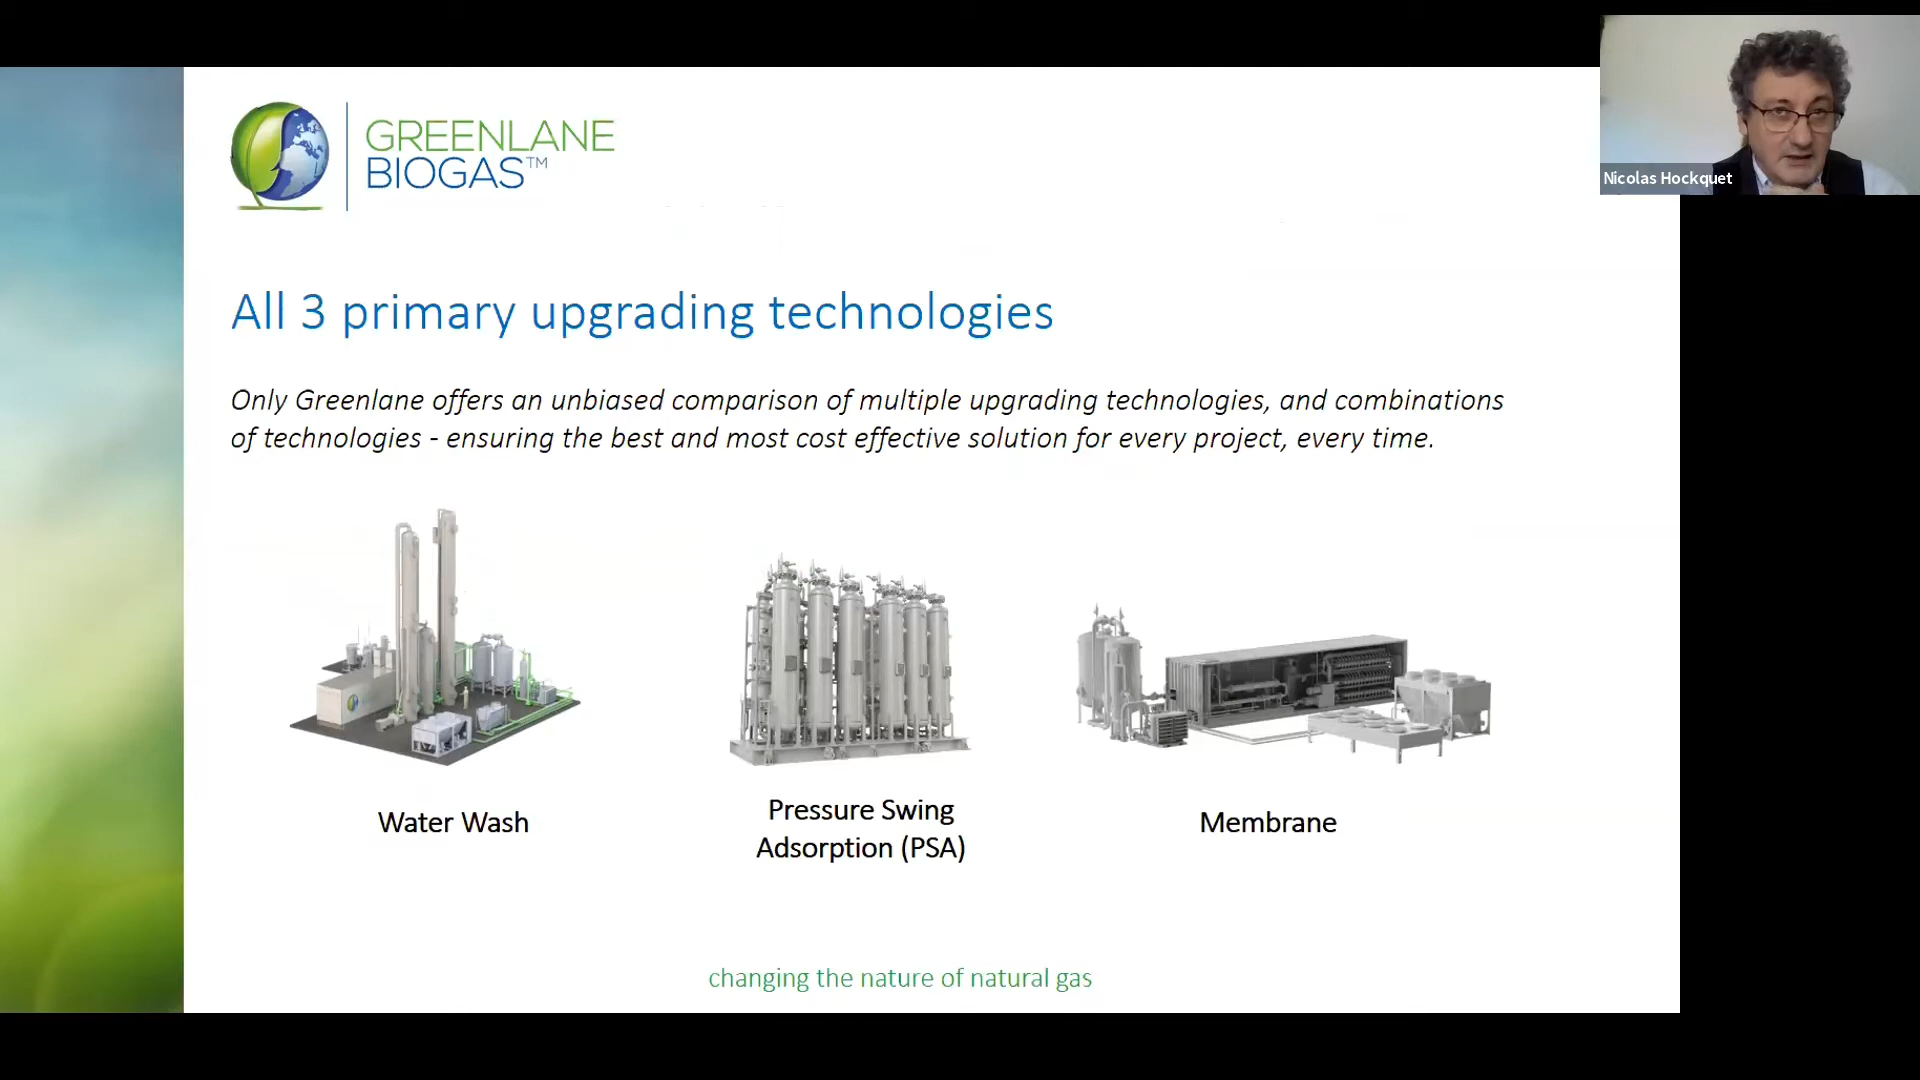 GREENLANE
BIOGAS™
Nicolas Hockquet
All 3 primary upgrading technologies
Only Greenlane offers an unbiased comparison of multiple upgrading technologies, and combinations
of technologies - ensuring the best and most cost effective solution for every project, every time.
Water Wash
Pressure Swing
Adsorption (PSA)
Membrane
changing the nature of natural gas